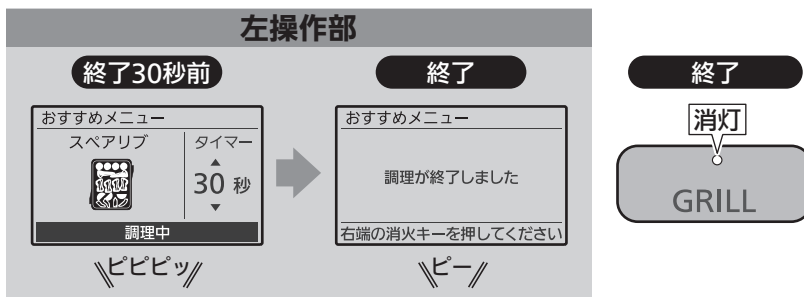 左操作部
終了30秒前
おすすめメニュー
スペアリブ
タイマー
30 秒
調理中
ピピピッ
終了
おすすめメニュー
調理が終了しました
右端の消火キーを押してください
ピー
終了
消灯
GRILL